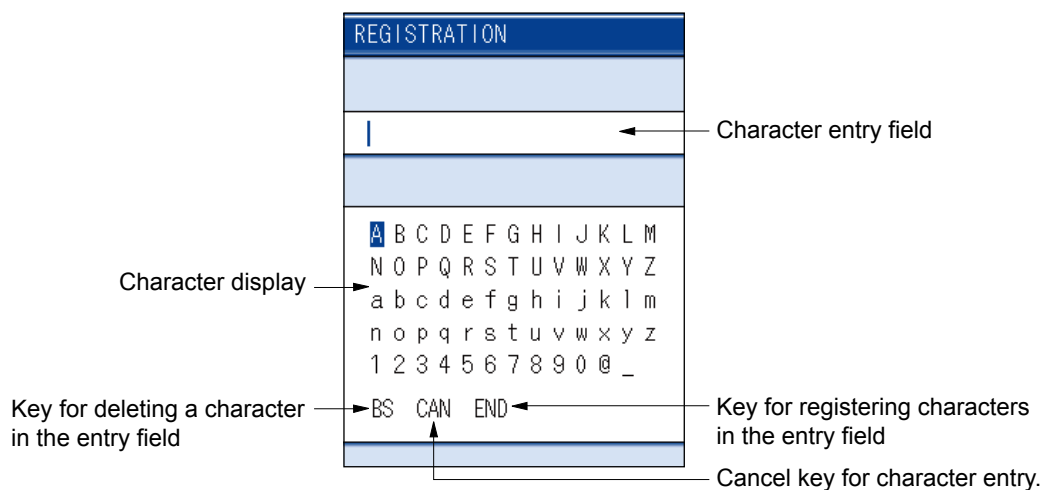 REGISTRATION
Character entry field
A B C D E F G H I J K L M
N O P Q R S T U V W X Y Z
Character display
a b c d e f g h i j k l m
n o p q r s t u v w x y z
1 2 3 4 5 6 7 8 9 0 @ _
Key for deleting a character
in the entry field
BS CAN END
Key for registering characters
in the entry field
Cancel key for character entry.